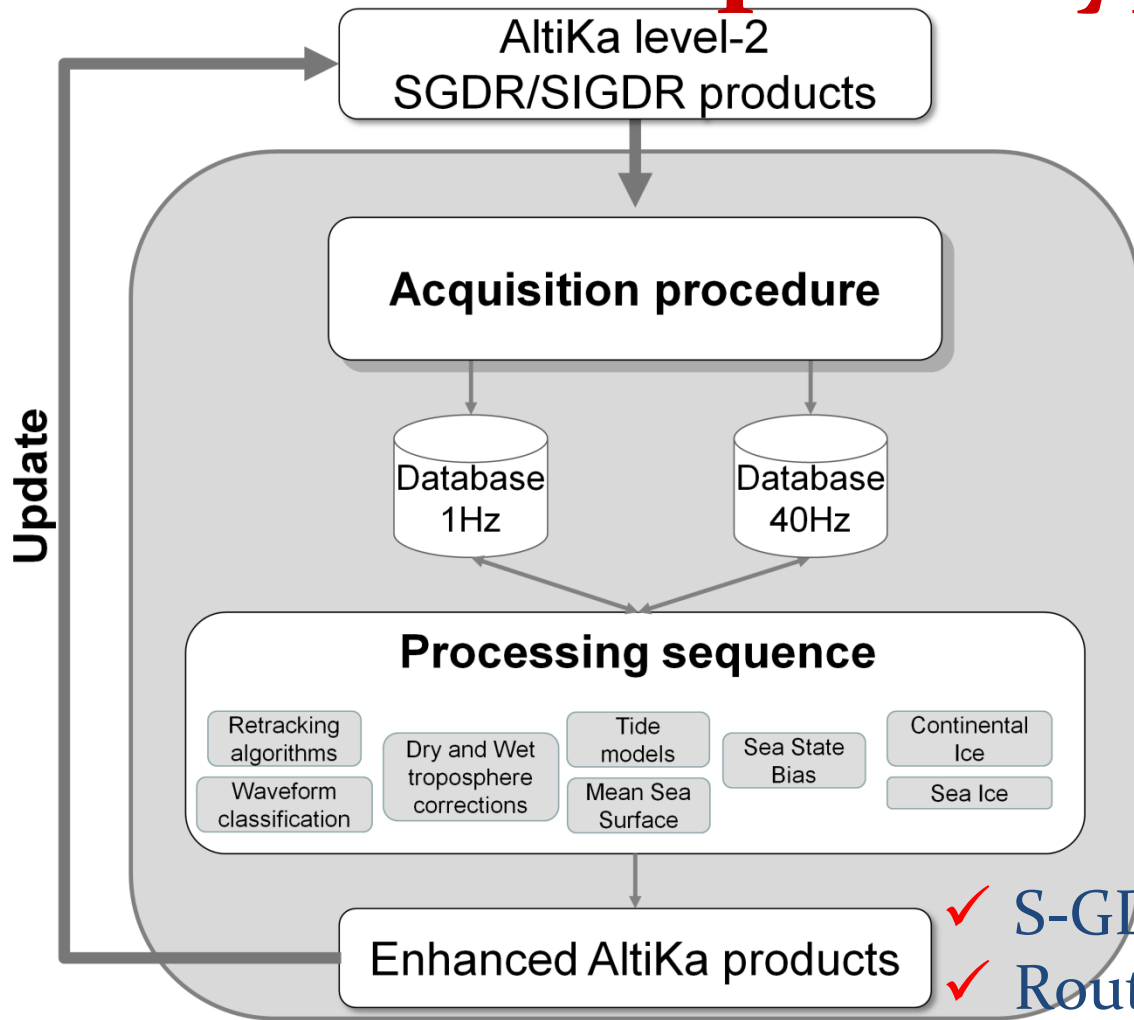 AltiKa level-2
SGDR/SIGDR products
Acquisition procedure
Update
Database
1Hz
Database
40Hz
Processing sequence
Retracking
algorithms
Waveform
classification
Dry and Wet
troposphere
corrections
Tide
models
Mean Sea
Surface
Sea State
Bias
Continental
Ice
Sea Ice
Enhanced AltiKa products
✓ S-GD
✓ Rout